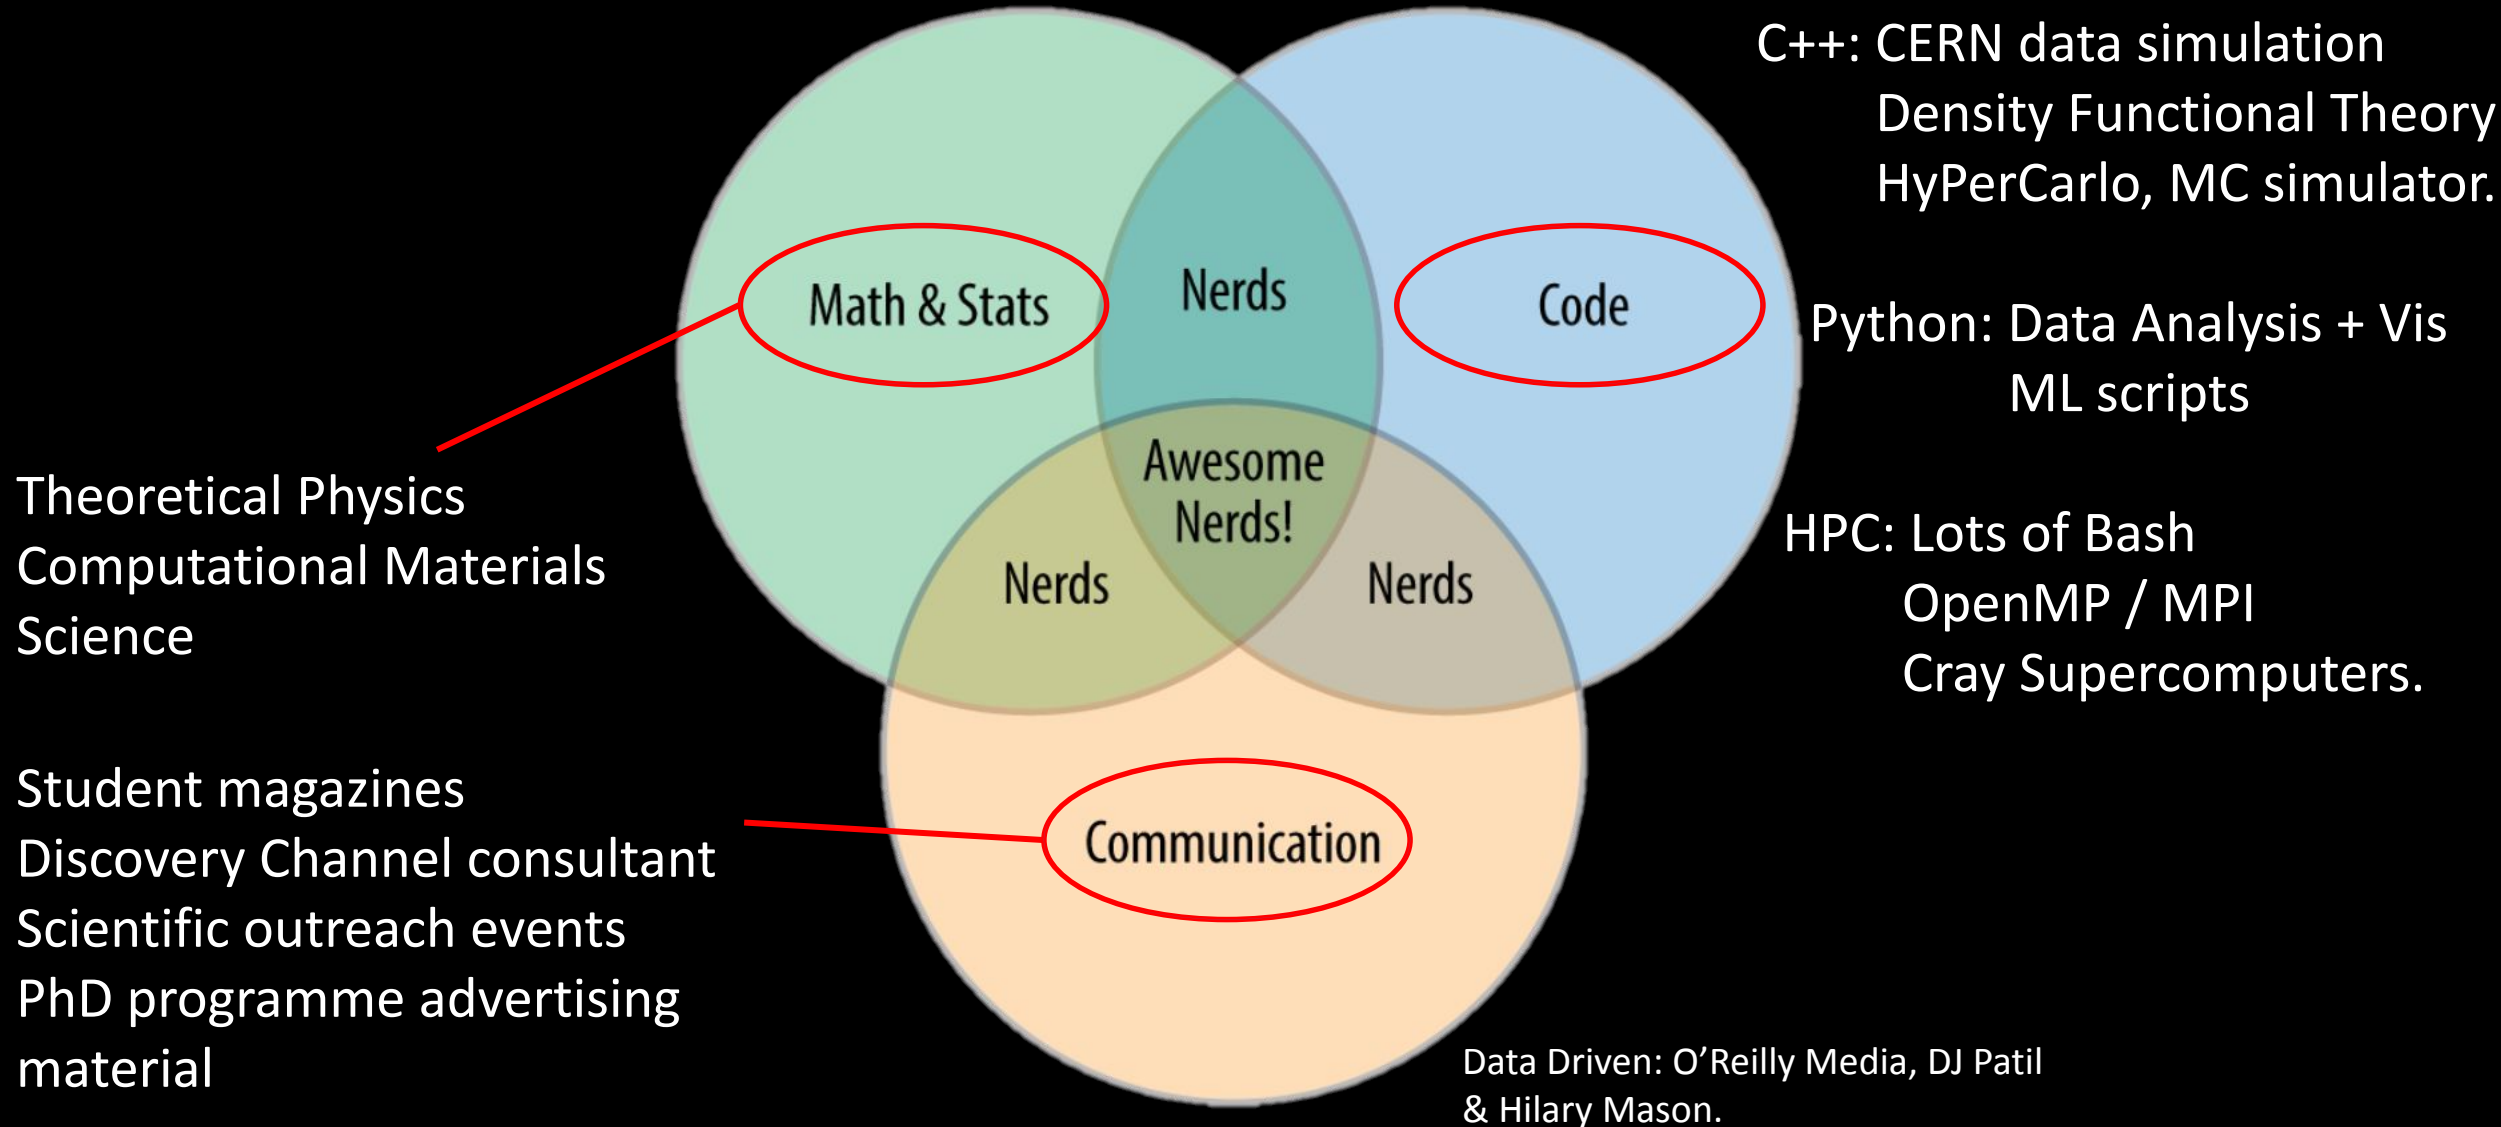 C++: CERN data simulation
Density Functional Theory
HyPerCarlo, MC simulator.
Math & Stats
Nerds
Code
Python: Data Analysis + Vis
ML scripts
Awesome
Nerds!
Nerds
Nerds
HPC: Lots of Bash
OpenMP / MPI
Cray Supercomputers.
Theoretical Physics
Computational Materials
Science
Student magazines
Discovery Channel consultant
Scientific outreach events
PhD programme advertising
material
Communication
Data Driven: O’Reilly Media, DJ Patil
& Hilary Mason.